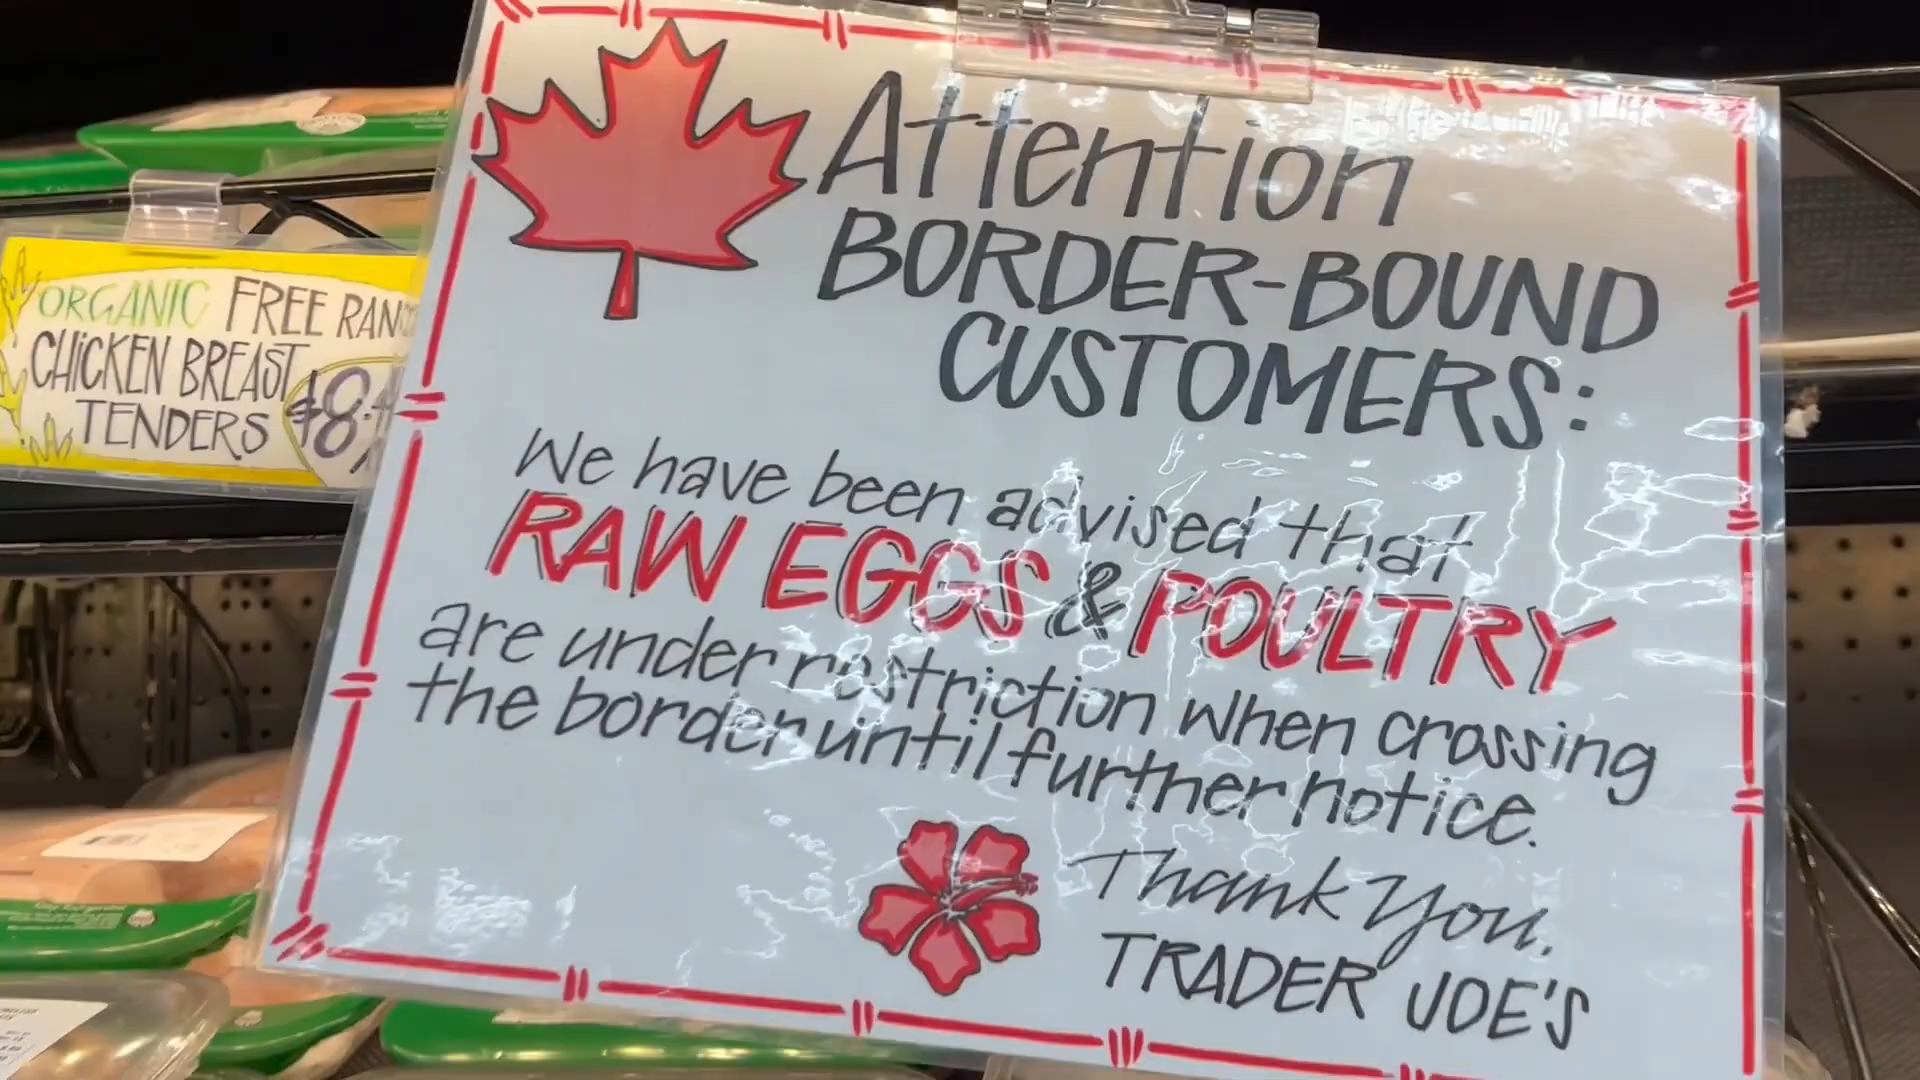 Attention
BORDER-BOUND
CUSTOMERS:
We have been advised that
RAW EGGS & POULTRY
are under restriction when crossing
the border until further notice.
Thank You,
TRADER JOE'S
ORGANIC FREE
CHICKEN BREAST
TENDERS